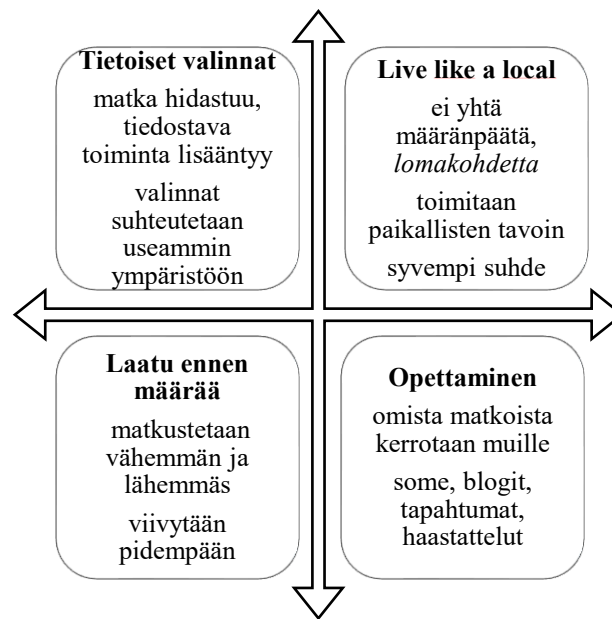 Tietoiset valinnat
matka hidastuu,
tiedostava
toiminta lisääntyy
valinnat
suhteutetaan
useammin
ympäristöön
Live like a local
ei yhtä
määränpäätä,
lomakohdetta
toimitaan
paikallisten tavoin
syvempi suhde
Laatu ennen
määrää
matkustetaan
vähemmän ja
lähemmäs
viivytään
pidempään
Opettaminen
omista matkoista
kerrotaan muille
some, blogit,
tapahtumat,
haastattelut